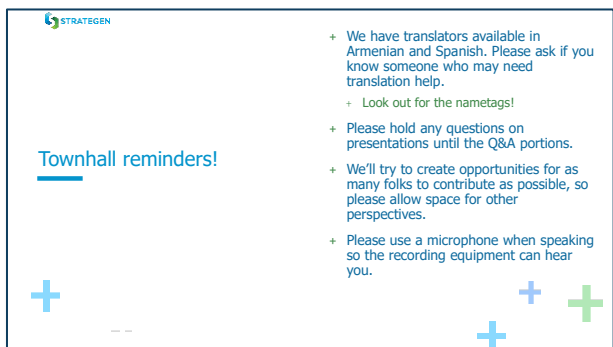 STRATEGEN
Townhall reminders!
+ We have translators available in
Armenian and Spanish. Please ask if you
know someone who may need
translation help.
+ Look out for the nametags!
+ Please hold any questions on
presentations until the Q&A portions.
+ We'll try to create opportunities for as
many folks to contribute as possible, so
please allow space for other
perspectives.
+ Please use a microphone when speaking
so the recording equipment can hear
you.